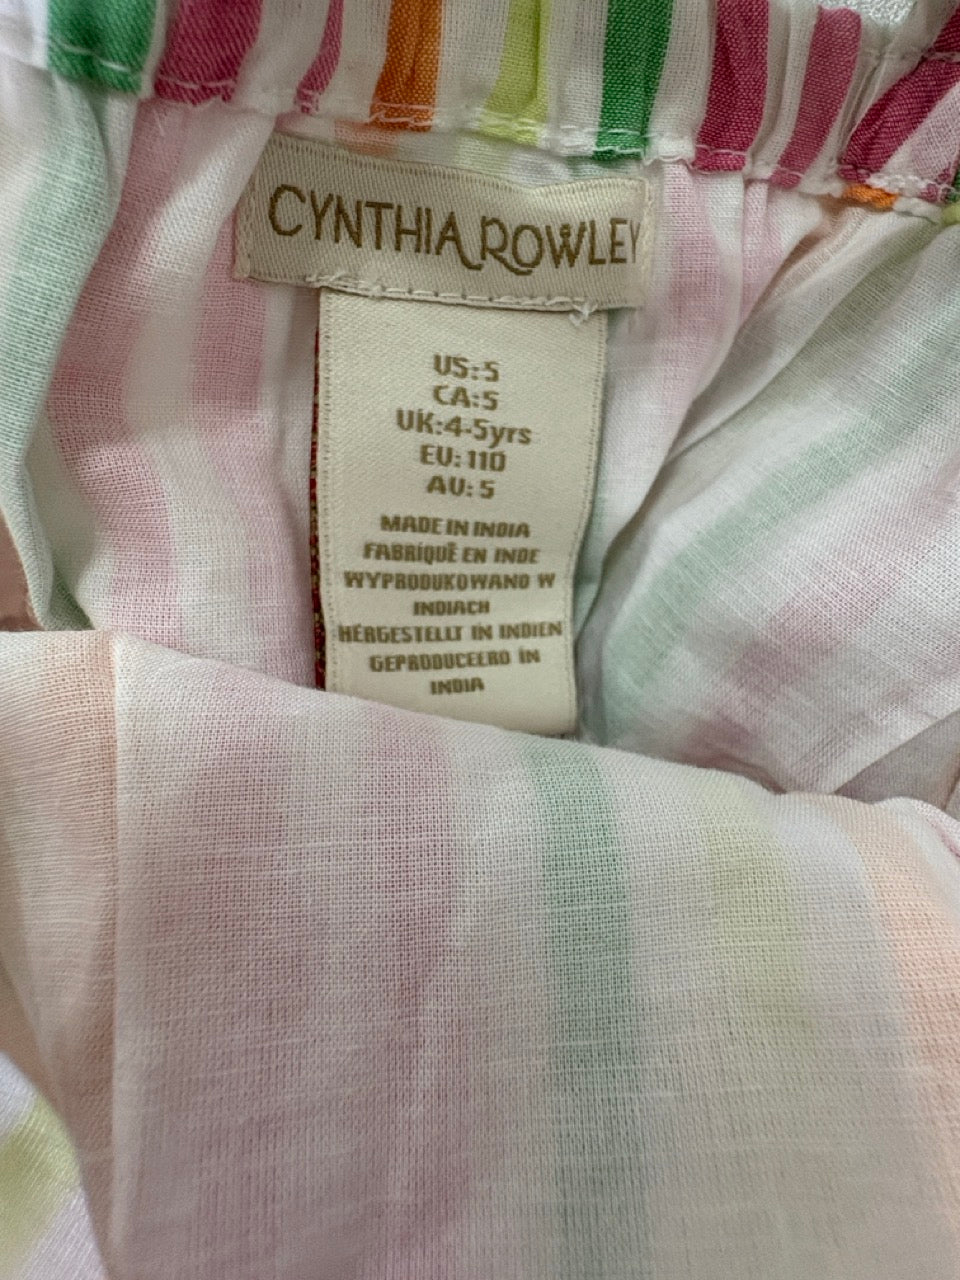 CYNTHIA ROWLEY
US:5
CA:5
UK:4-5yrs
EU:110
AU:5
MADE IN INDIA
FABRIQUÊ EN INDE
WYPRODUKOWANO W
INDIACH
HERGESTELLT IN INDIEN
GEPRODUCEERD IN
INDIA